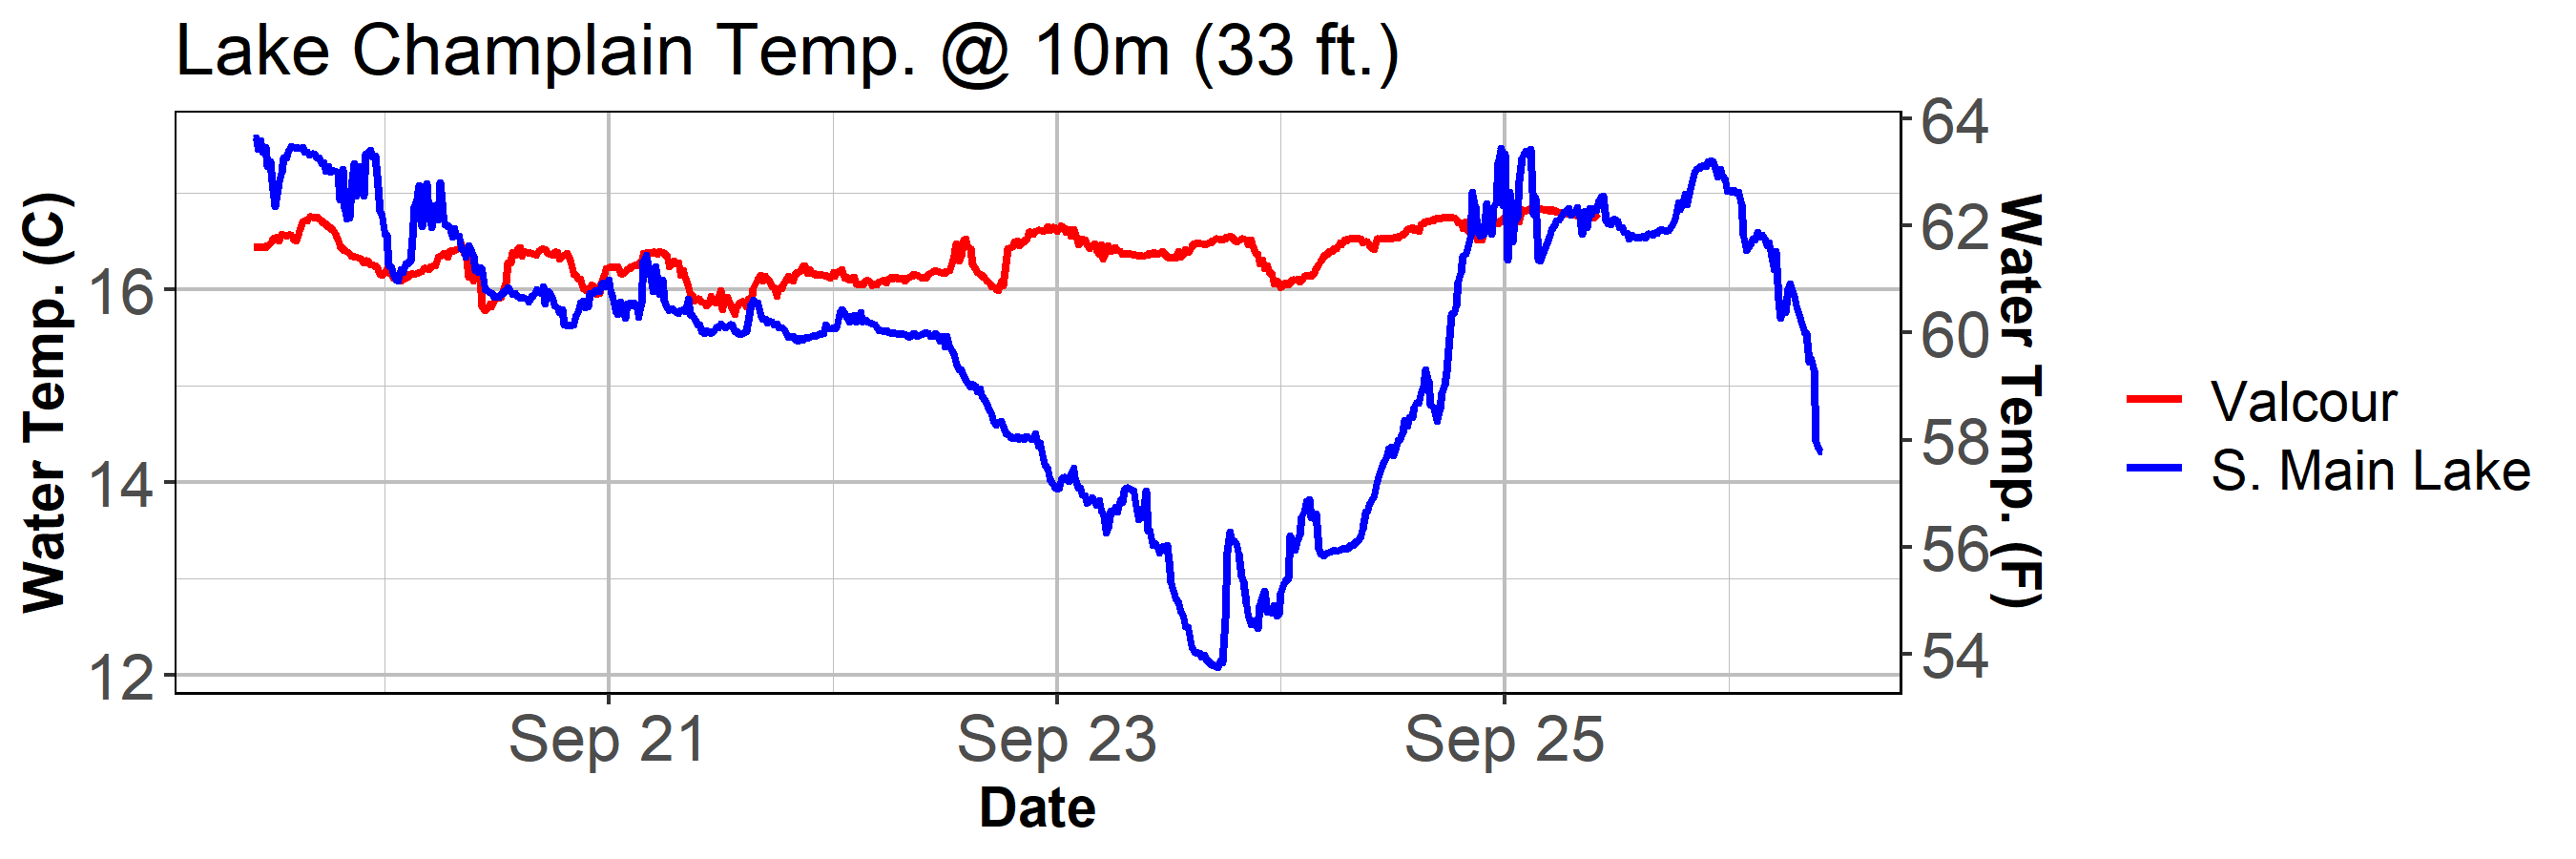 Lake Champlain Temp. @ 10m (33 ft.)
Water Temp. (C)
16
14
12
64
62
60
58
56
54
Water Temp. (F)
Sep 21
Sep 23
Sep 25
Date
Valcour
S. Main Lake